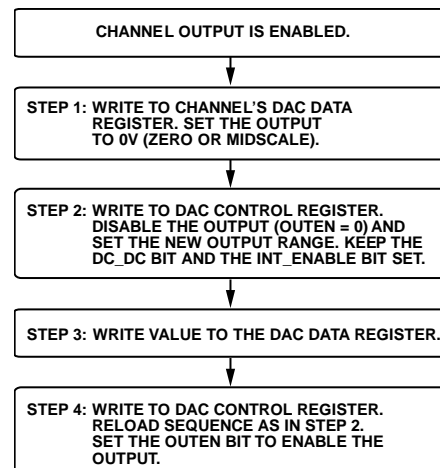 CHANNEL OUTPUT IS ENABLED.
STEP 1: WRITE TO CHANNEL'S DAC DATA
REGISTER. SET THE OUTPUT
TO 0V (ZERO OR MIDSCALE).
STEP 2: WRITE TO DAC CONTROL REGISTER.
DISABLE THE OUTPUT (OUTEN = 0) AND
SET THE NEW OUTPUT RANGE. KEEP THE
DC_DC BIT AND THE INT_ENABLE BIT SET.
STEP 3: WRITE VALUE TO THE DAC DATA REGISTER.
STEP 4: WRITE TO DAC CONTROL REGISTER.
RELOAD SEQUENCE AS IN STEP 2.
SET THE OUTEN BIT TO ENABLE THE
OUTPUT.